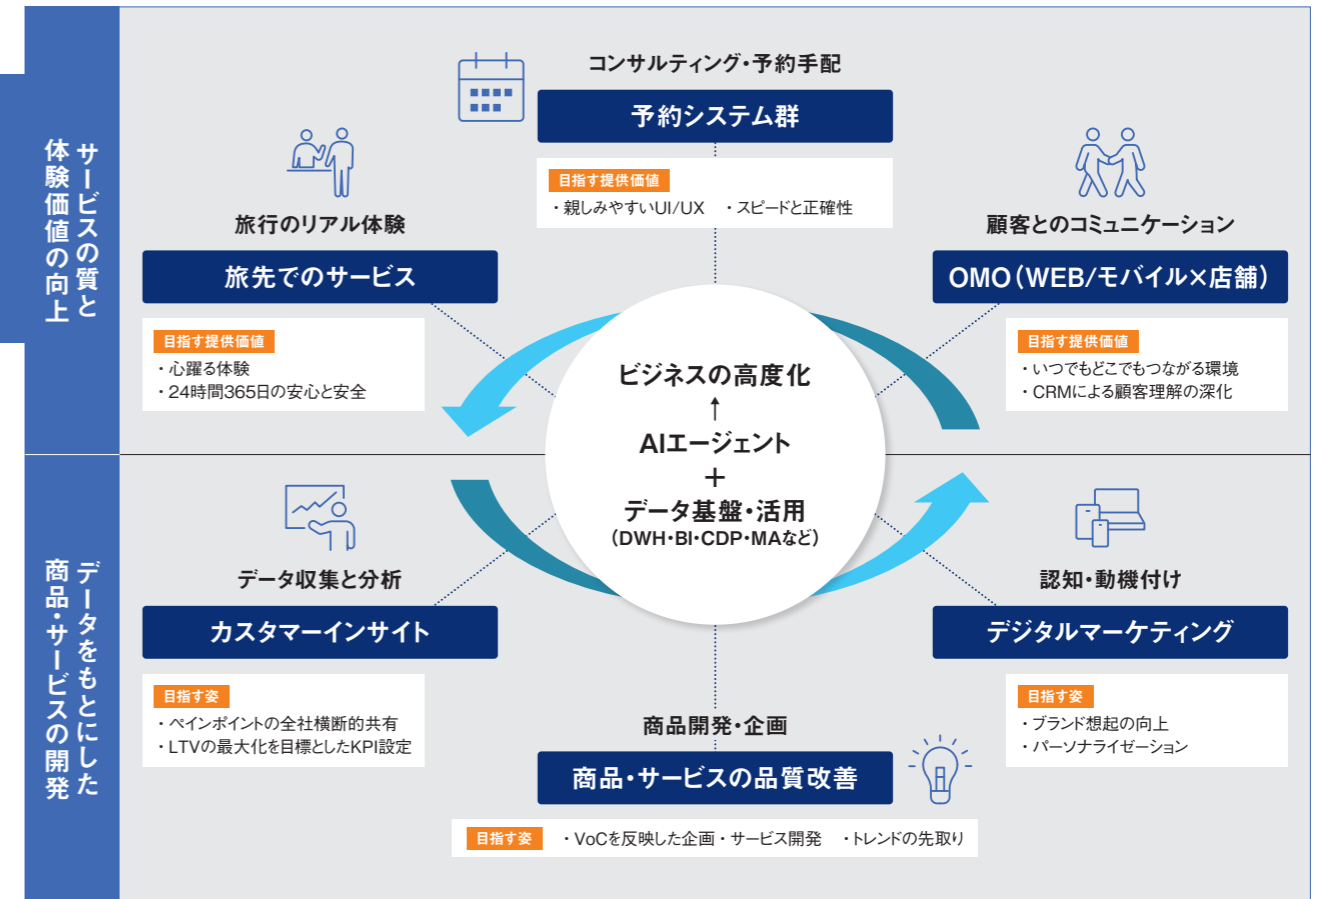 サービスの質と
体験価値の向上
コンサルティング・予約手配
予約システム群
目指す提供価値
・親しみやすいUI/UX ・スピードと正確性
旅行のリアル体験
旅先でのサービス
目指す提供価値
・心躍る体験
・24時間365日の安心と安全
顧客とのコミュニケーション
OMO（WEB/モバイル×店舗）
目指す提供価値
・いつでもどこでもつながる環境
・CRMによる顧客理解の深化
ビジネスの高度化
↑
AIエージェント
＋
データ基盤・活用
（DWH・BI・CDP・MAなど）
データをもとにした
商品・サービスの開発
データ収集と分析
カスタマーインサイト
目指す姿
・ペインポイントの全社横断的共有
・LTVの最大化を目標としたKPI設定
商品開発・企画
商品・サービスの品質改善
目指す姿 ・VoCを反映した企画・サービス開発 ・トレンドの先取り
認知・動機付け
デジタルマーケティング
目指す姿
・ブランド想起の向上
・パーソナライゼーション